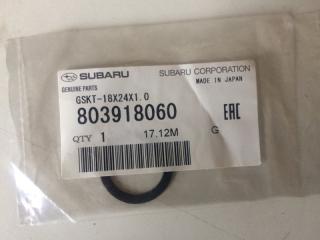 SUBARU SUBARU CORPORATION
GENUINE PARTS MADE IN JAPAN
GSKT-18X24X1.0
803918060 EAC
QTY 1 17.12M G